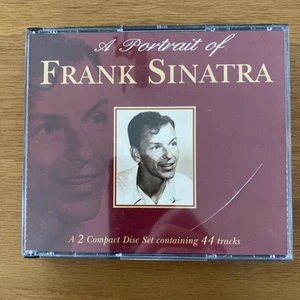 A Portrait of
FRANK SINATRA
A 2 Compact Disc Set containing 44 tracks